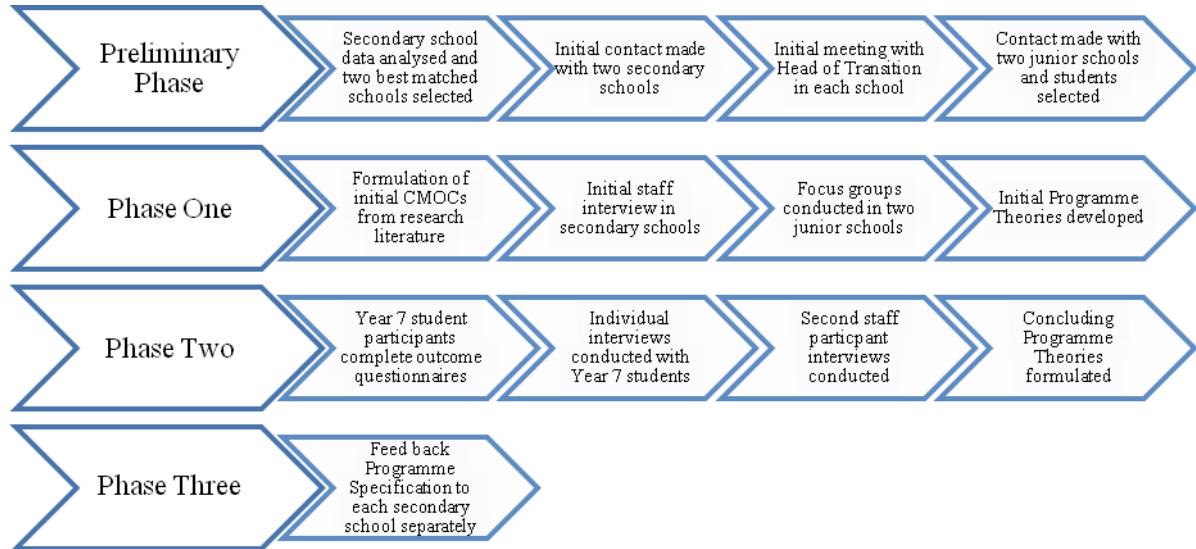 Preliminary
Phase
Secondary school
data analysed and
two best matched
schools selected
Initial contact made
with two secondary
schools
Initial meeting with
Head of Transition
in each school
Contact made with
two junior schools
and students
selected
Phase One
Formulation of
initial CMOCs
from research
literature
Initial staff
interview in
secondary schools
Focus groups
conducted in two
junior schools
Initial Programme
Theories developed
Phase Two
Year 7 student
participants
complete outcome
questionnaires
Individual
interviews
conducted with
Year 7 students
Second staff
particpant
interviews
conducted
Concluding
Programme
Theories
formulated
Phase Three
Feed back
Programme
Specification to
each secondary
school separately